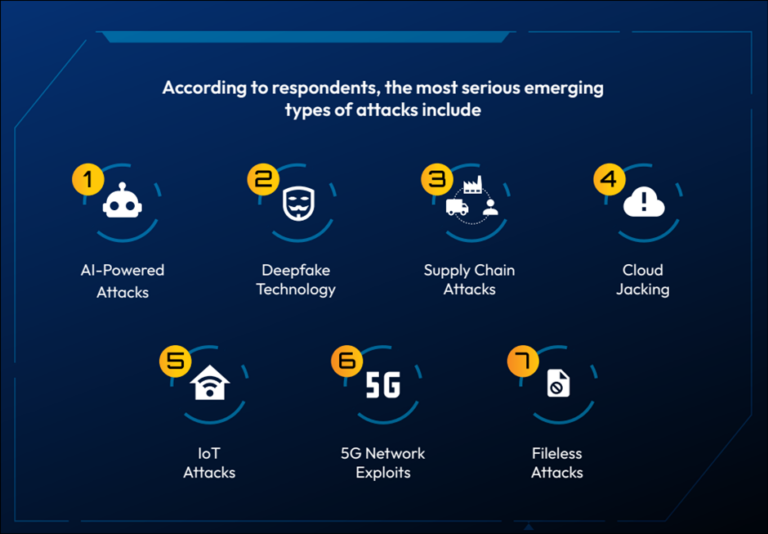 According to respondents, the most serious emerging
types of attacks include
1
AI-Powered
Attacks
2
Deepfake
Technology
3
Supply Chain
Attacks
4
Cloud
Jacking
5
IoT
Attacks
6
5G
5G Network
Exploits
7
Fileless
Attacks